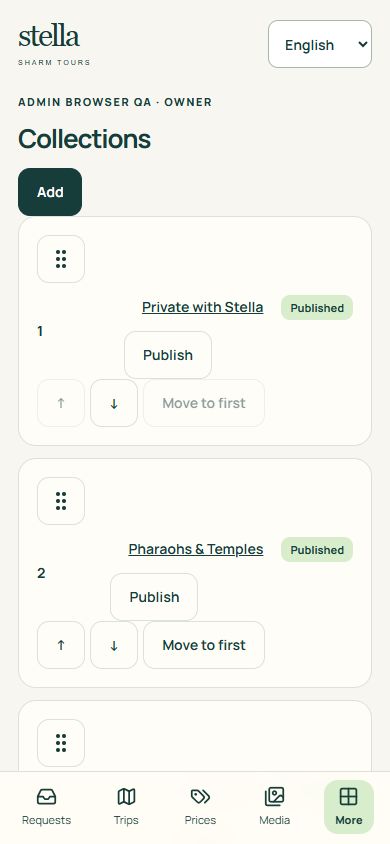 stella
SHARM TOURS
English
ADMIN BROWSER QA · OWNER
Collections
Add
Private with Stella
Published
1
Publish
↑
↓
Move to first
Pharaohs & Temples
Published
2
Publish
↑
↓
Move to first
Requests
Trips
Prices
Media
More